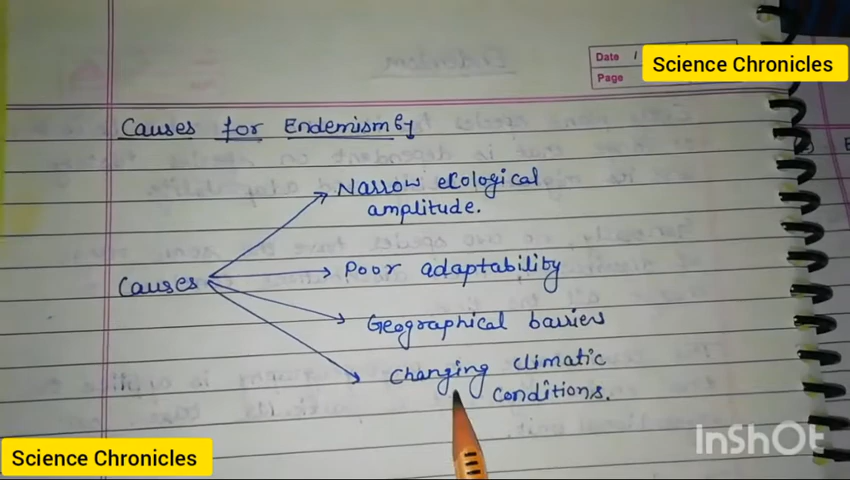 Date
Page
Science Chronicles
Causes for Endemism by
Narrow ecological
amplitude.
Causes
Poor adaptability
Geographical barriers
Changing climatic
conditions.
InShOt
Science Chronicles